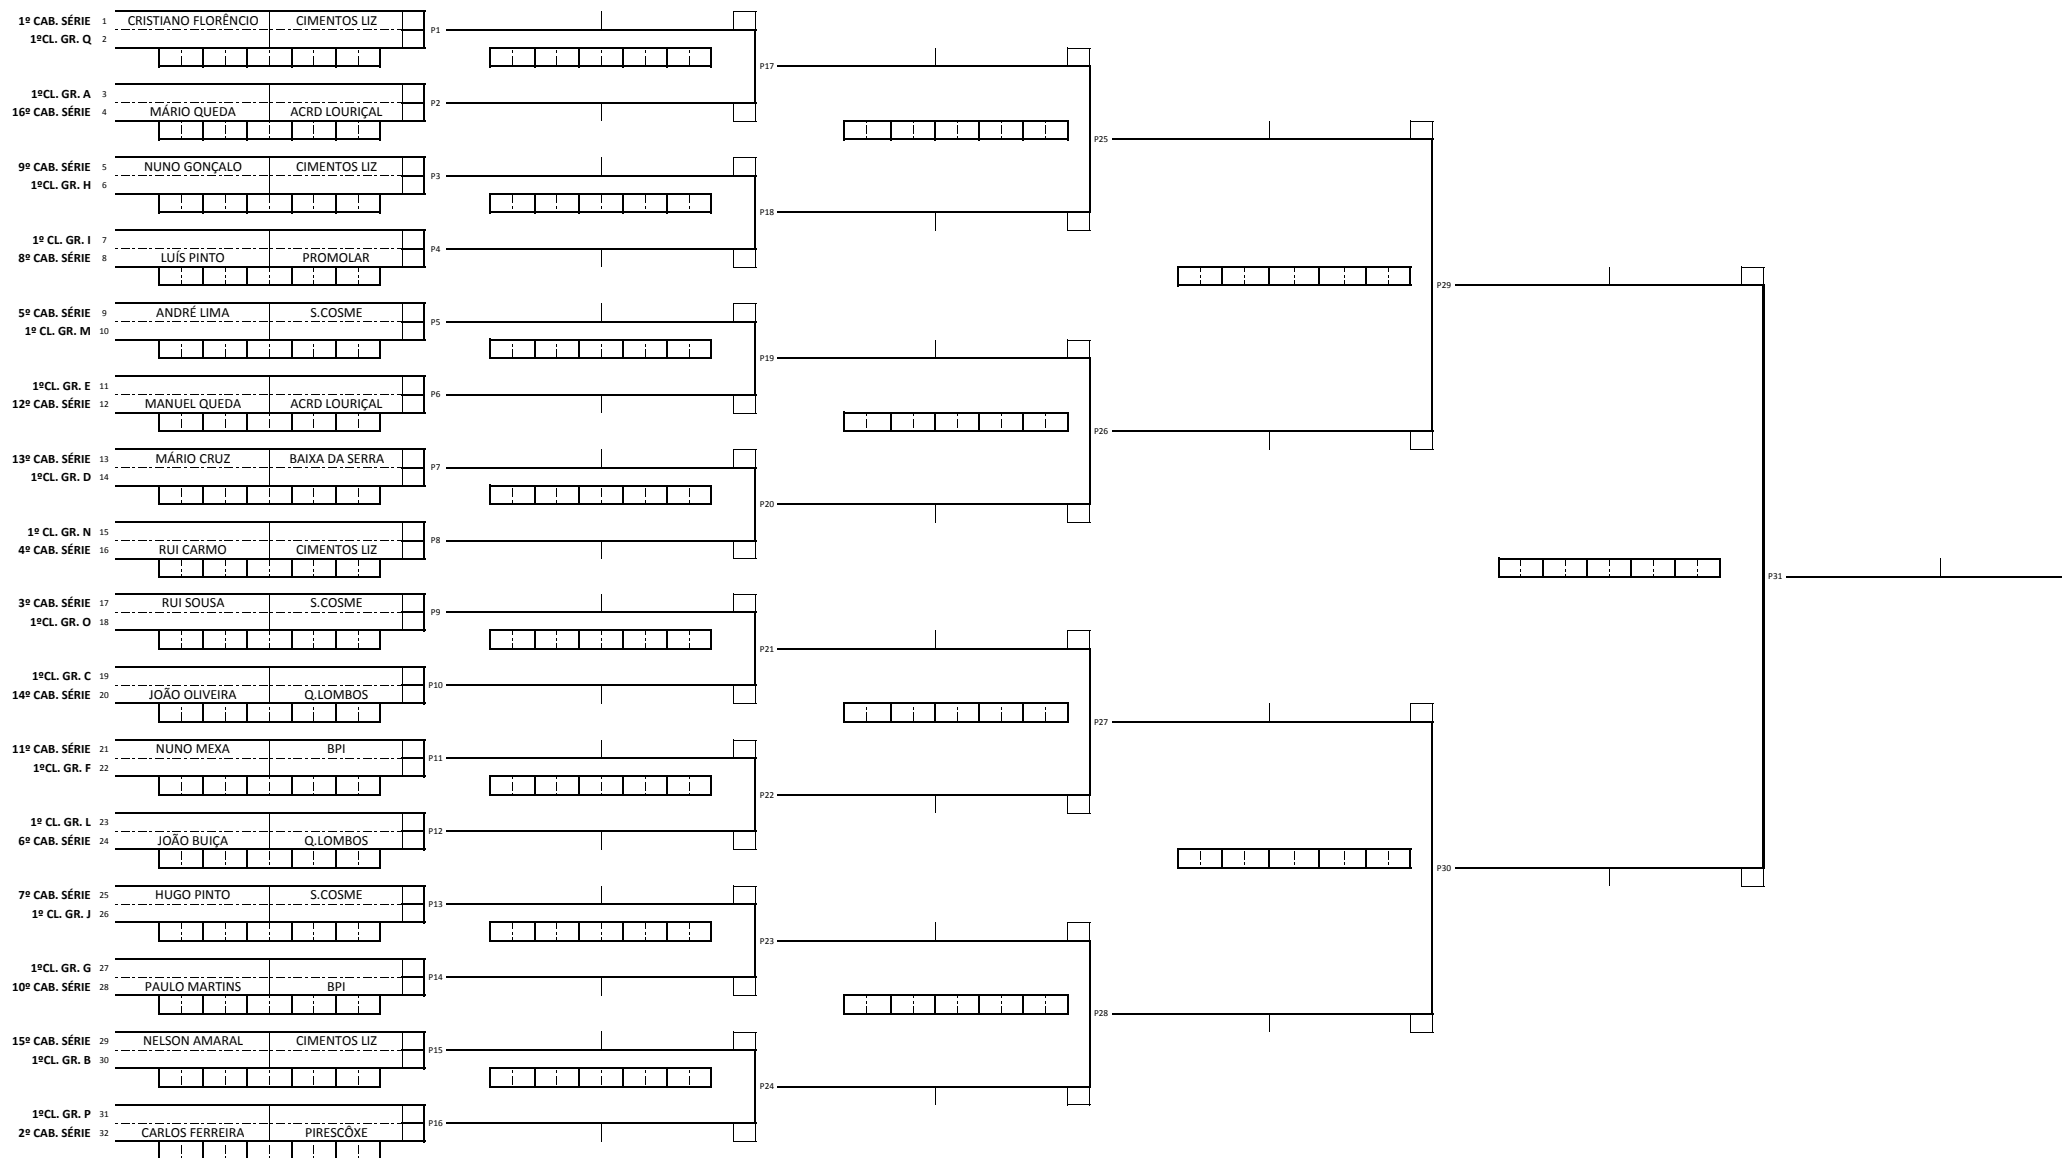 1º CAB. SÉRIE 1 CRISTIANO FLORÊNCIO CIMENTOS LIZ
P1
1ºCL. GR. Q 2
P17
1ºCL. GR. A 3
P2
16º CAB. SÉRIE 4 MÁRIO QUEDA ACRD LOURIÇAL
P25
9º CAB. SÉRIE 5 NUNO GONÇALO CIMENTOS LIZ
P3
1ºCL. GR. H 6
P18
1º CL. GR. I 7
P4
8º CAB. SÉRIE 8 LUÍS PINTO PROMOLAR
P29
5º CAB. SÉRIE 9 ANDRÉ LIMA S.COSME
P5
1º CL. GR. M 10
P19
1ºCL. GR. E 11
P6
12º CAB. SÉRIE 12 MANUEL QUEDA ACRD LOURIÇAL
P26
13º CAB. SÉRIE 13 MÁRIO CRUZ BAIXA DA SERRA
P7
1ºCL. GR. D 14
P20
1º CL. GR. N 15
P8
4º CAB. SÉRIE 16 RUI CARMO CIMENTOS LIZ
P31
3º CAB. SÉRIE 17 RUI SOUSA S.COSME
P9
1ºCL. GR. O 18
P21
1ºCL. GR. C 19
P10
14º CAB. SÉRIE 20 JOÃO OLIVEIRA Q.LOMBOS
P27
11º CAB. SÉRIE 21 NUNO MEXA BPI
P11
1ºCL. GR. F 22
P22
1º CL. GR. L 23
P12
6º CAB. SÉRIE 24 JOÃO BUIÇA Q.LOMBOS
P30
7º CAB. SÉRIE 25 HUGO PINTO S.COSME
P13
1º CL. GR. J 26
P23
1ºCL. GR. G 27
P14
10º CAB. SÉRIE 28 PAULO MARTINS BPI
P28
15º CAB. SÉRIE 29 NELSON AMARAL CIMENTOS LIZ
P15
1ºCL. GR. B 30
P24
1ºCL. GR. P 31
P16
2º CAB. SÉRIE 32 CARLOS FERREIRA PIRESCÔXE